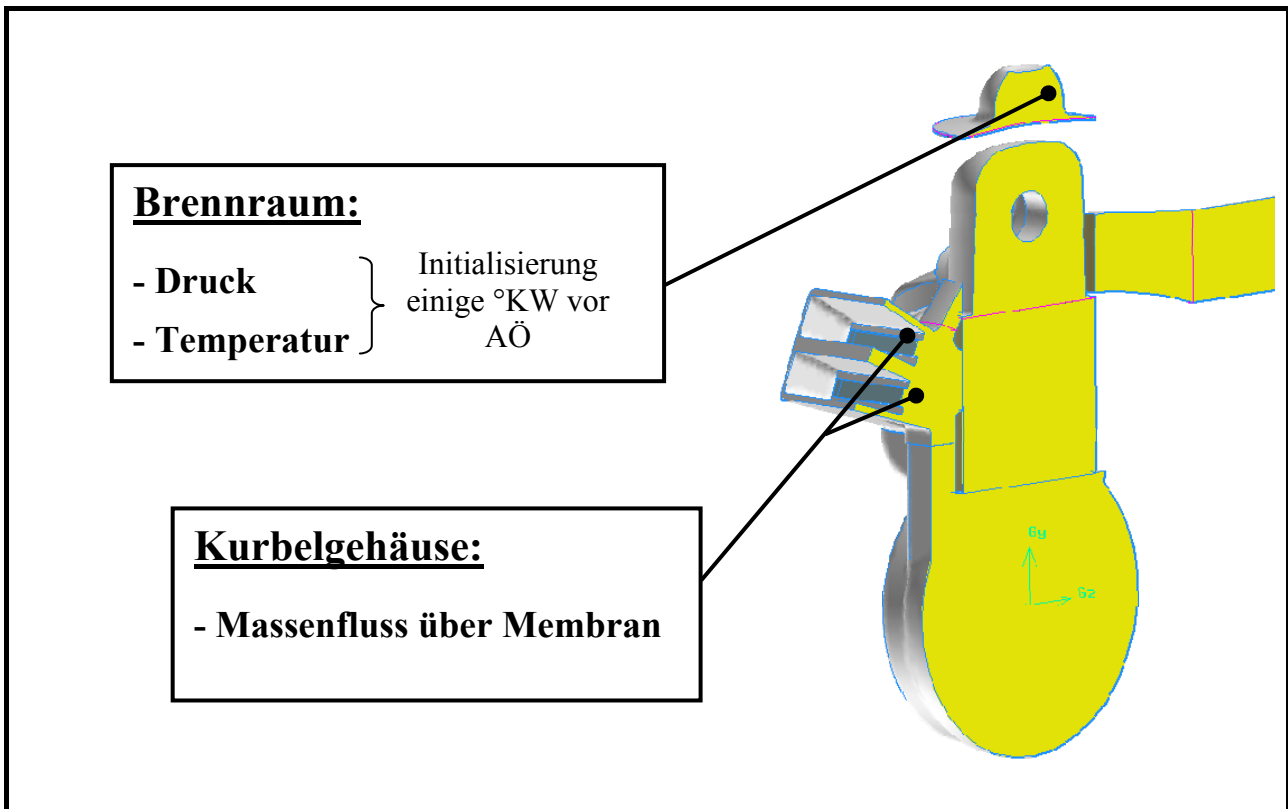 Brennraum:
- Druck
- Temperatur
Initialisierung
einige °KW vor
AÖ
Kurbelgehäuse:
- Massenfluss über Membran
Gy
Gz